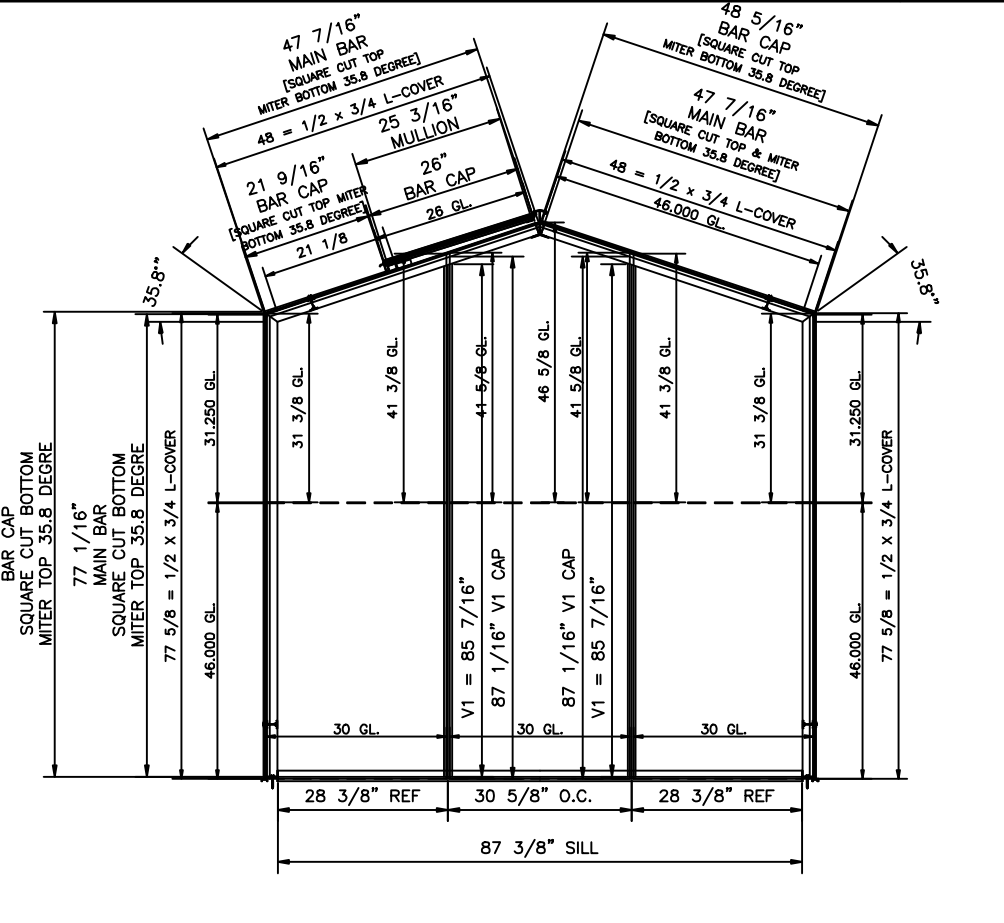 47 7/16”
MAIN BAR
[SQUARE CUT TOP
MITER BOTTOM 35.8 DEGREE]
48 = 1/2 x 3/4 L-COVER
25 3/16”
MULLION
21 9/16”
BAR CAP
[SQUARE CUT TOP MITER
BOTTOM 35.8 DEGREE]
26”
BAR CAP
26 GL.
21 1/8
48 5/16”
BAR CAP
[SQUARE CUT TOP
MITER BOTTOM 35.8 DEGREE]
47 7/16”
MAIN BAR
[SQUARE CUT TOP & MITER
BOTTOM 35.8 DEGREE]
48 = 1/2 x 3/4 L-COVER
46.000 GL.
35.8°”
35.8°”
BAR CAP
SQUARE CUT BOTTOM
MITER TOP 35.8 DEGRE
77 1/16”
MAIN BAR
SQUARE CUT BOTTOM
MITER TOP 35.8 DEGRE
77 5/8 = 1/2 X 3/4 L-COVER
31.250 GL.
46.000 GL.
31 3/8 GL.
41 3/8 GL.
41 5/8 GL.
46 5/8 GL.
41 5/8 GL.
41 3/8 GL.
31 3/8 GL.
31.250 GL.
46.000 GL.
77 5/8 = 1/2 X 3/4 L-COVER
V1 = 85 7/16”
87 1/16” V1 CAP
87 1/16” V1 CAP
V1 = 85 7/16”
30 GL.
30 GL.
30 GL.
28 3/8” REF
30 5/8” O.C.
28 3/8” REF
87 3/8” SILL